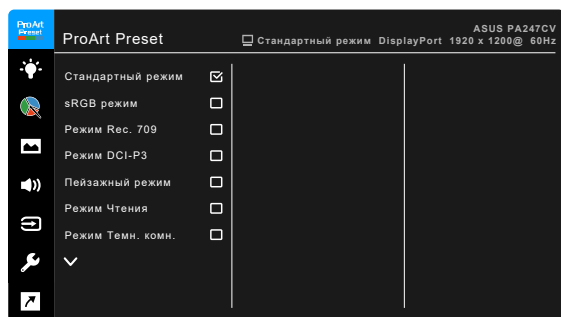 ProArt
Preset
ProArt Preset
ASUS PA247CV
Стандартный режим DisplayPort 1920 x 1200@ 60Hz
Стандартный режим
sRGB режим
Режим Rec. 709
Режим DCI-P3
Пейзажный режим
Режим Чтения
Режим Темн. комн.